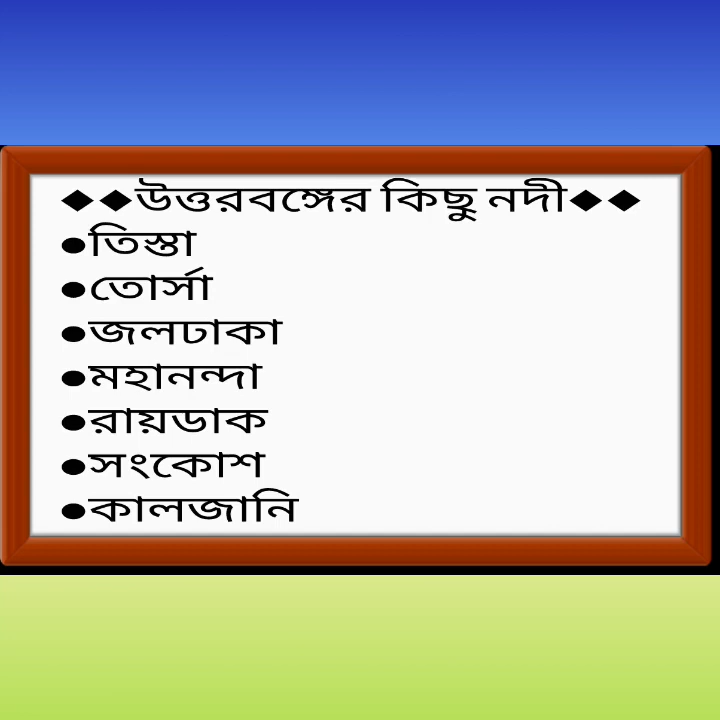 ◆◆উত্তরবঙ্গের কিছু নদী◆◆
●তিস্তা
●তোর্সা
●জলঢাকা
●মহানন্দা
●রায়ডাক
●সংকোশ
●কালজানি